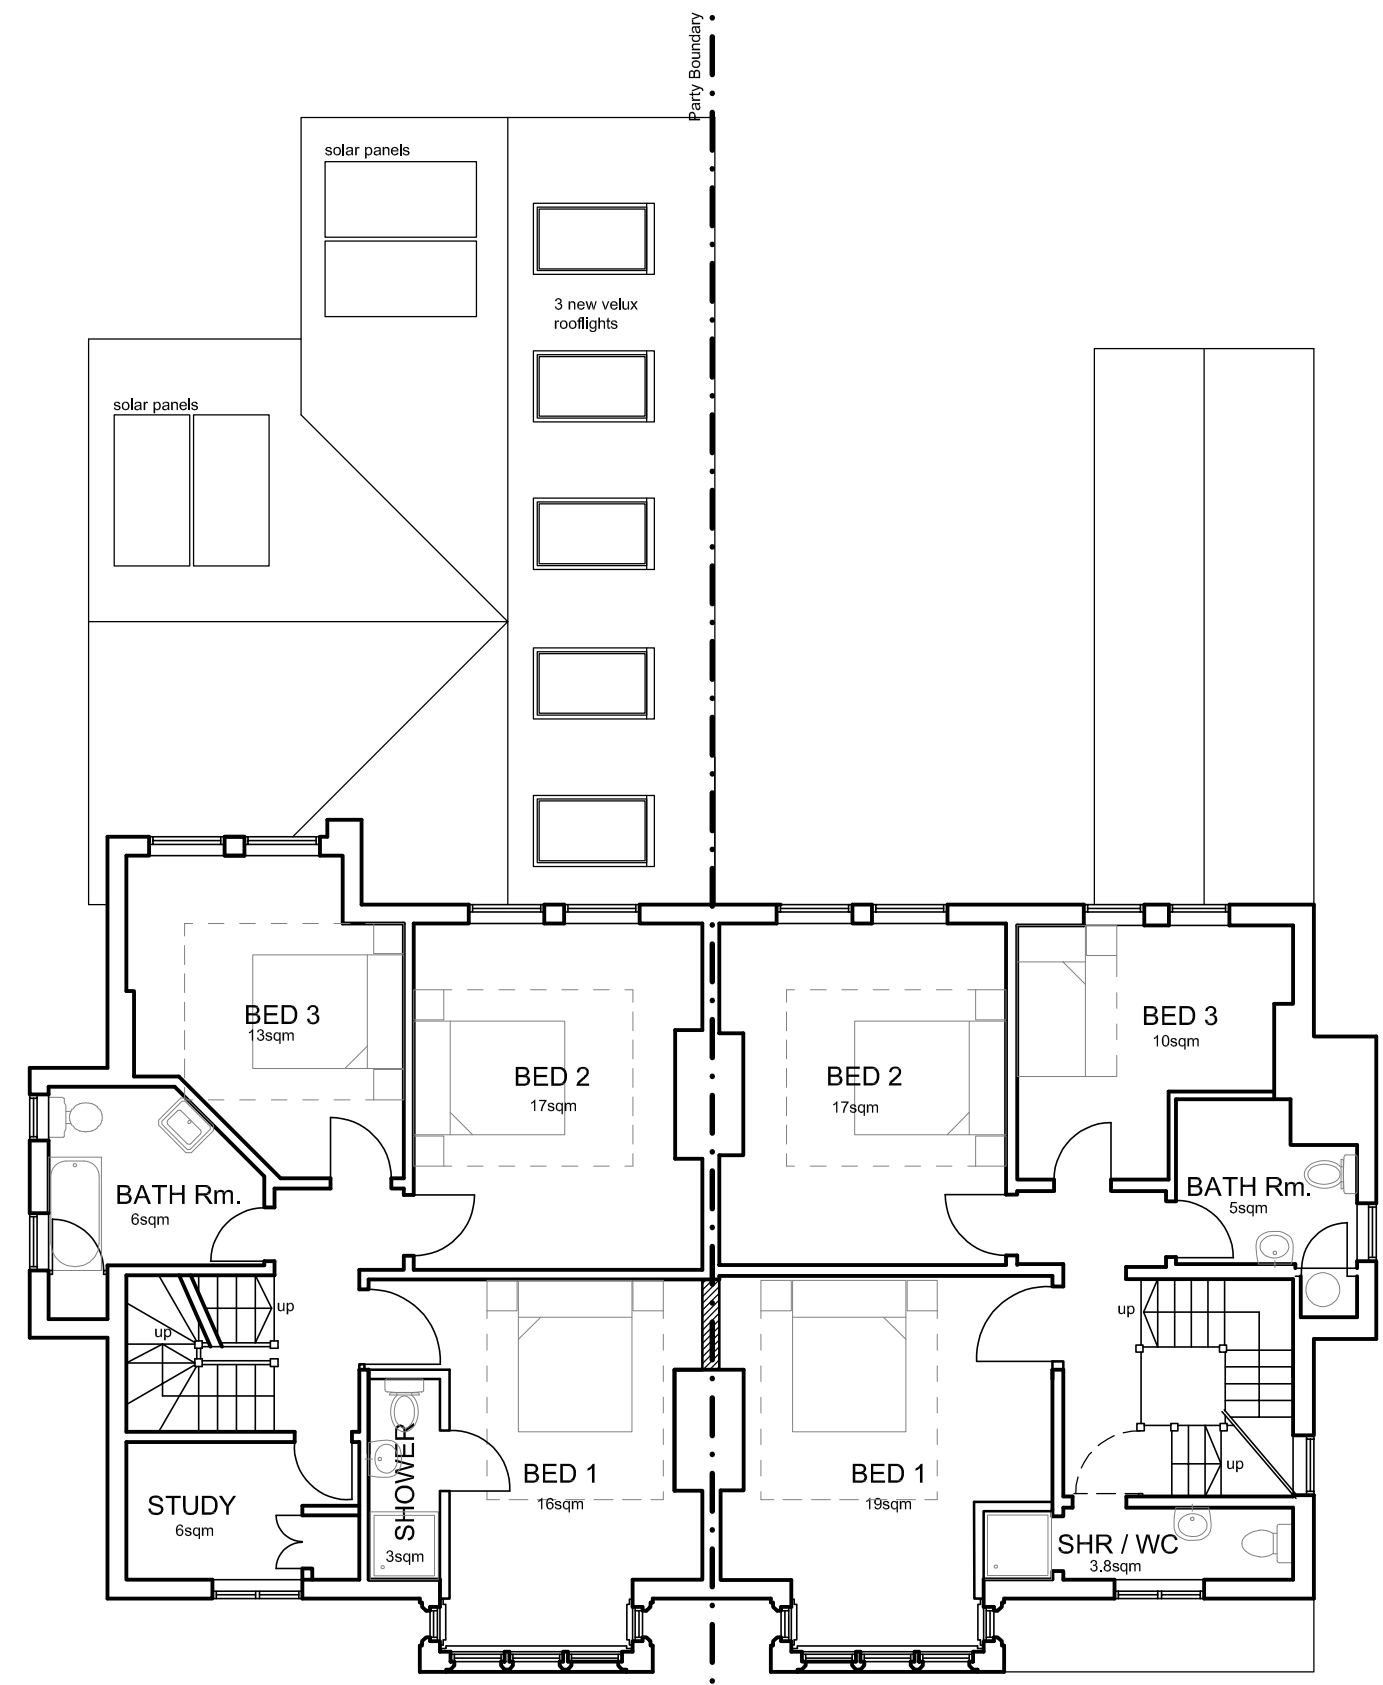 Party Boundary
solar panels
3 new velux
rooflights
solar panels
BED 3
13sqm
BED 2
17sqm
BED 2
17sqm
BED 3
10sqm
BATH Rm.
6sqm
BATH Rm.
5sqm
up
up
up
up
BED 1
16sqm
BED 1
19sqm
STUDY
6sqm
SHOWER
3sqm
SHR / WC
3.8sqm